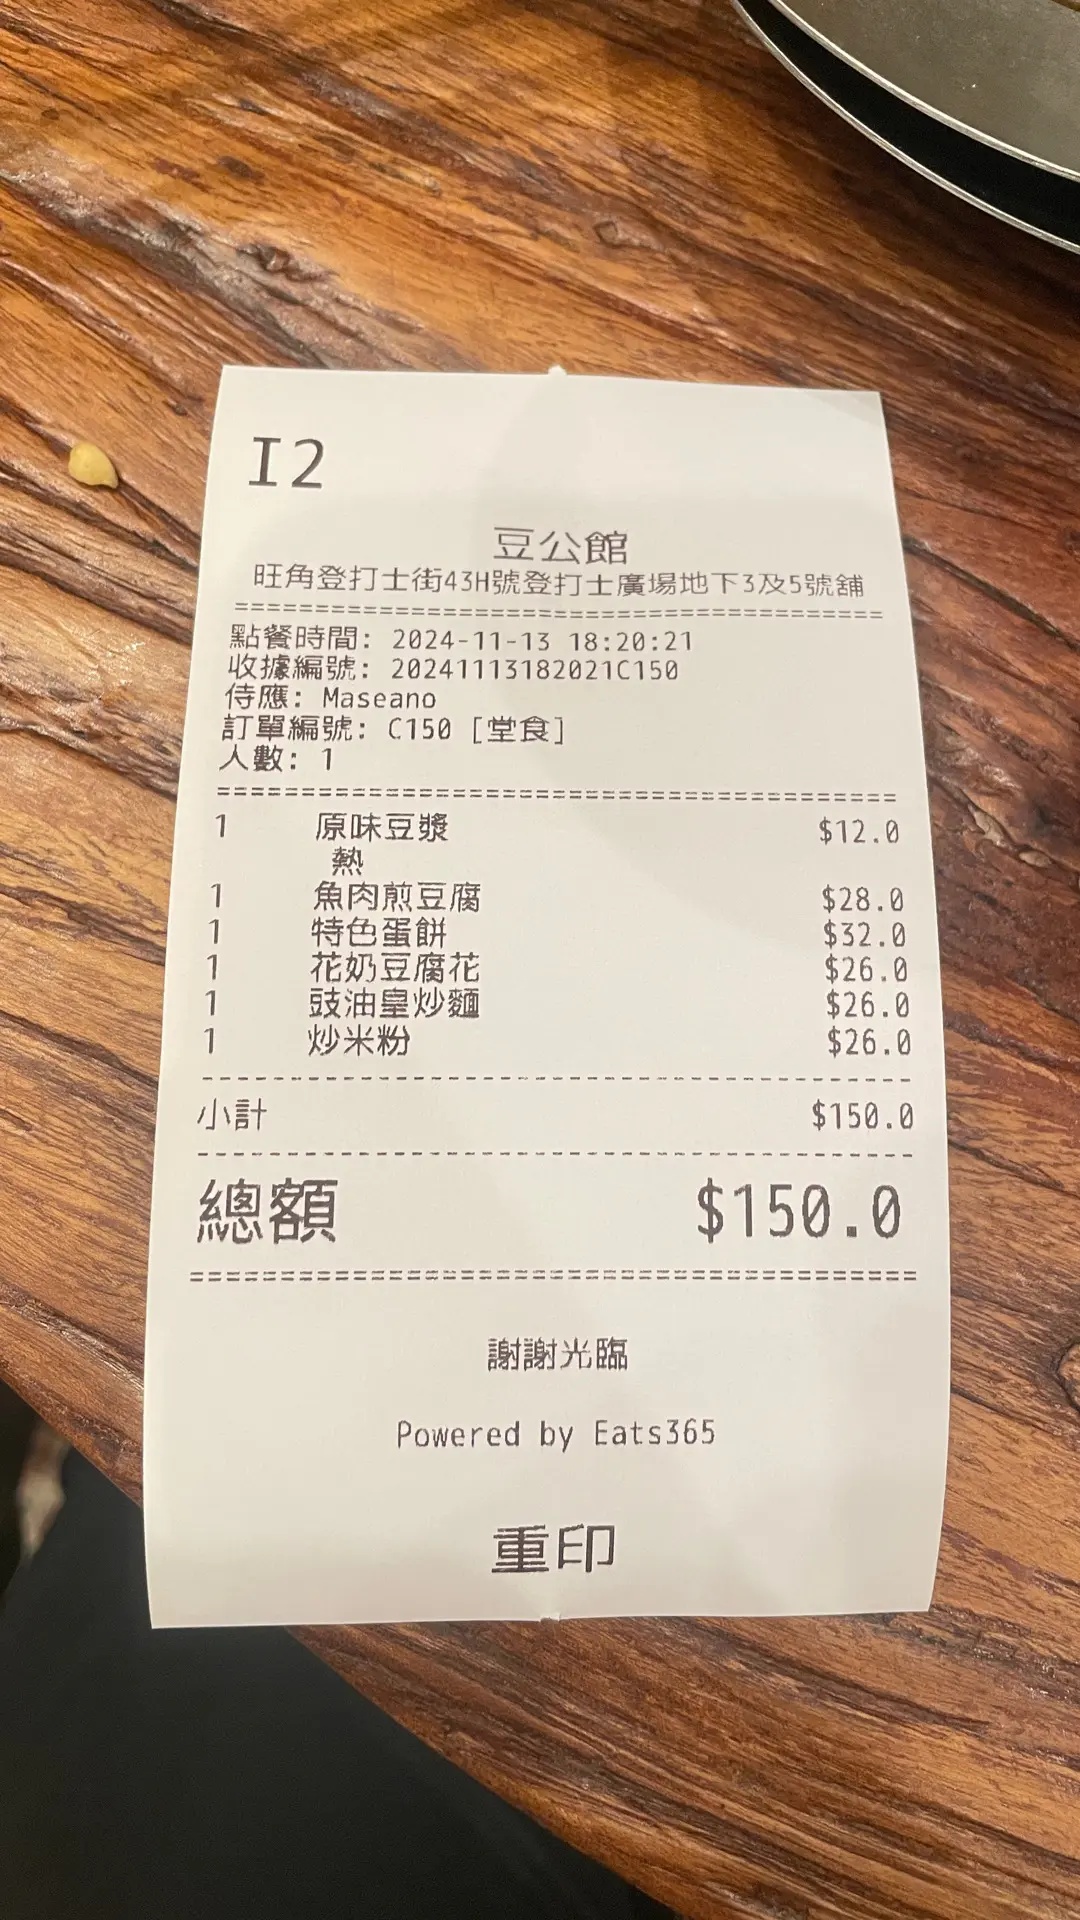 I2
豆公館
旺角登打士街43H號登打士廣場地下3及5號舖
========================================
點餐時間: 2024-11-13 18:20:21
收據編號: 20241113182021C150
侍應: Maseano
訂單編號: C150 [堂食]
人數: 1
========================================
1 原味豆漿 $12.0
熱
1 魚肉煎豆腐 $28.0
1 特色蛋餅 $32.0
1 花奶豆腐花 $26.0
1 豉油皇炒麵 $26.0
1 炒米粉 $26.0
----------------------------------------
小計 $150.0
----------------------------------------
總額 $150.0
========================================
謝謝光臨
Powered by Eats365
重印